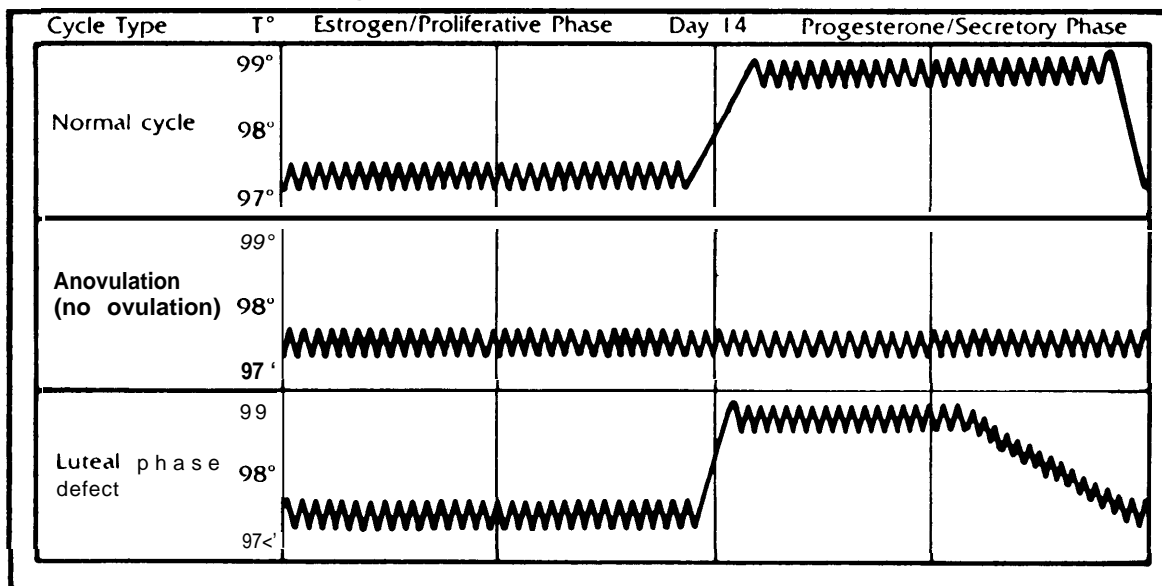 Cycle Type T° Estrogen/Proliferative Phase Day 14 Progesterone/Secretory Phase
99°
Normal cycle 98°
97°
99°
Anovulation
(no ovulation) 98°
97 '
99
Luteal phase 98°
defect
97<'